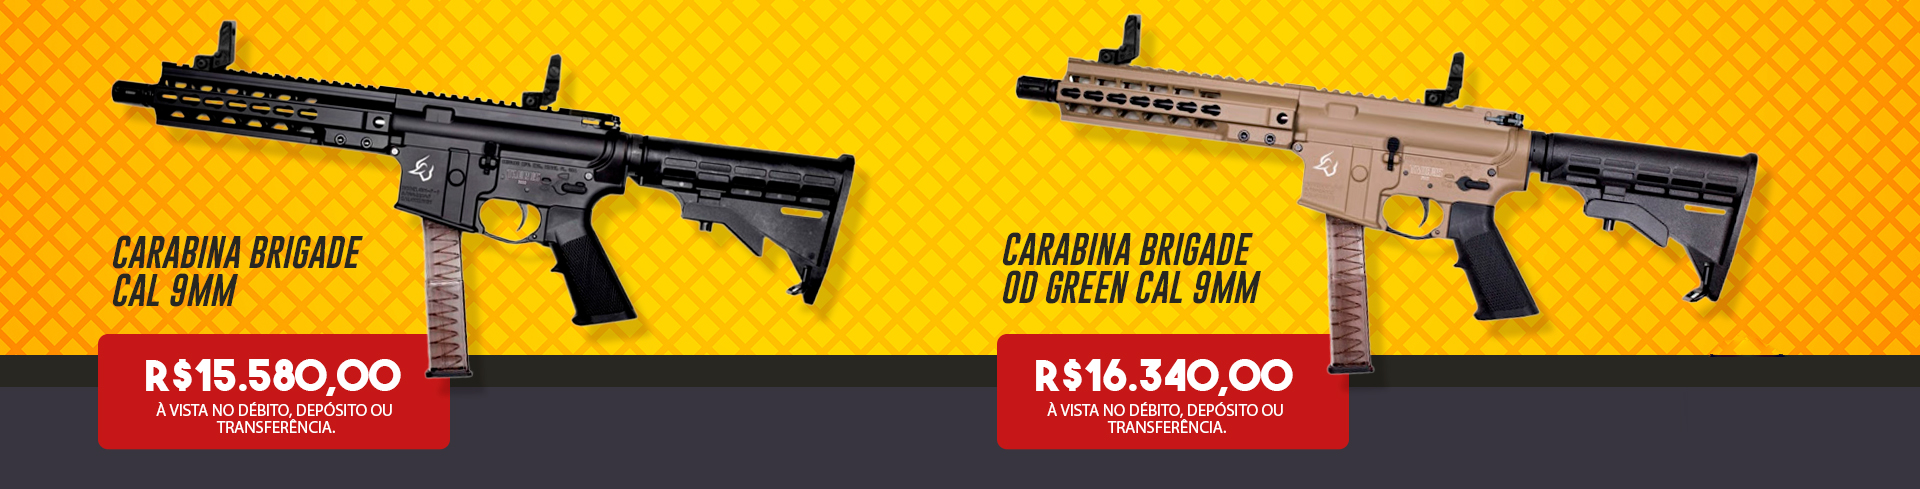 CARABINA BRIGADE
CAL 9MM
R$15.580,00
À VISTA NO DÉBITO, DEPÓSITO OU
TRANSFERÊNCIA.
CARABINA BRIGADE
OD GREEN CAL 9MM
R$16.340,00
À VISTA NO DÉBITO, DEPÓSITO OU
TRANSFERÊNCIA.